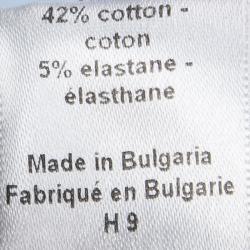 42% cotton -
coton
5% elastane -
élasthane
Made in Bulgaria
Fabriqué en Bulgarie
H 9